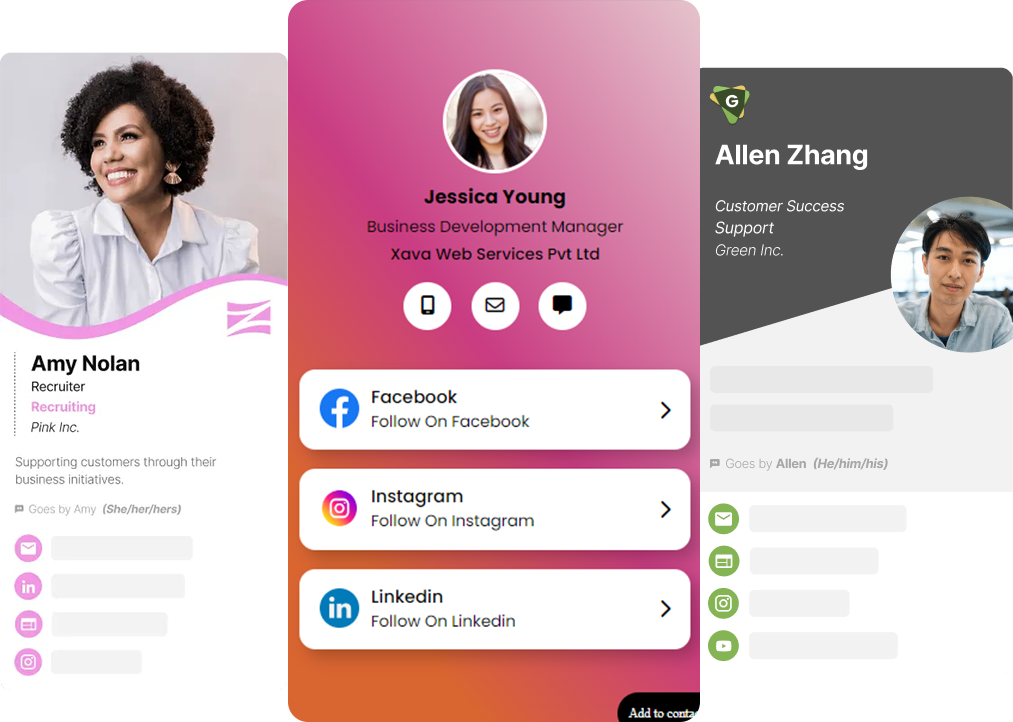 Amy Nolan
Recruiter
Recruiting
Pink Inc.
Supporting customers through their
business initiatives.
Goes by Amy (She/her/hers)
Jessica Young
Business Development Manager
Xava Web Services Pvt Ltd
Facebook
Follow On Facebook
Instagram
Follow On Instagram
Linkedin
Follow On Linkedin
Add to
G
Allen Zhang
Customer Success
Support
Green Inc.
Goes by Allen (He/him/his)